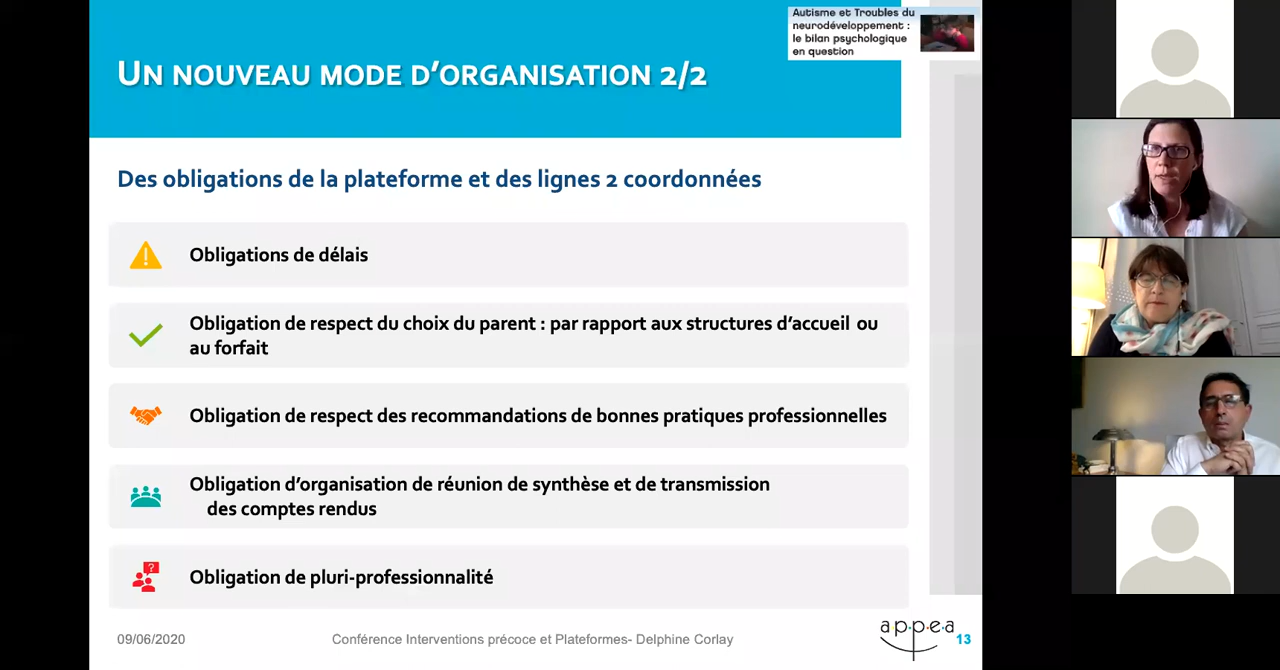 Autisme et Troubles du
neurodéveloppement :
le bilan psychologique
en question
UN NOUVEAU MODE D'ORGANISATION 2/2
Des obligations de la plateforme et des lignes 2 coordonnées
Obligations de délais
Obligation de respect du choix du parent : par rapport aux structures d'accueil ou
au forfait
Obligation de respect des recommandations de bonnes pratiques professionnelles
Obligation d'organisation de réunion de synthèse et de transmission
des comptes rendus
?
Obligation de pluri-professionnalité
09/06/2020
Conférence Interventions précoce et Plateformes- Delphine Corlay
a.p.p.e.a
13